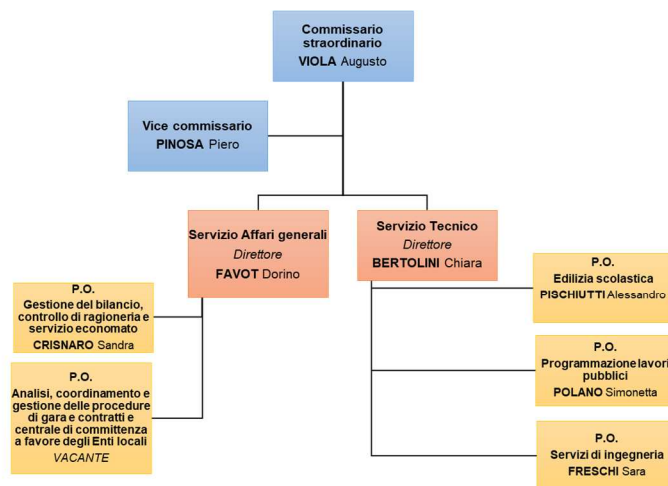 Commissario
straordinario
VIOLA Augusto
Vice commissario
PINOSA Piero
Servizio Affari generali
Direttore
FAVOT Dorino
Servizio Tecnico
Direttore
BERTOLINI Chiara
P.O.
Gestione del bilancio,
controllo di ragioneria e
servizio economato
CRISNARO Sandra
P.O.
Analisi, coordinamento e
gestione delle procedure
di gara e contratti e
centrale di committenza
a favore degli Enti locali
VACANTE
P.O.
Edilizia scolastica
PISCHIUTTI Alessandro
P.O.
Programmazione lavori
pubblici
POLANO Simonetta
P.O.
Servizi di ingegneria
FRESCHI Sara